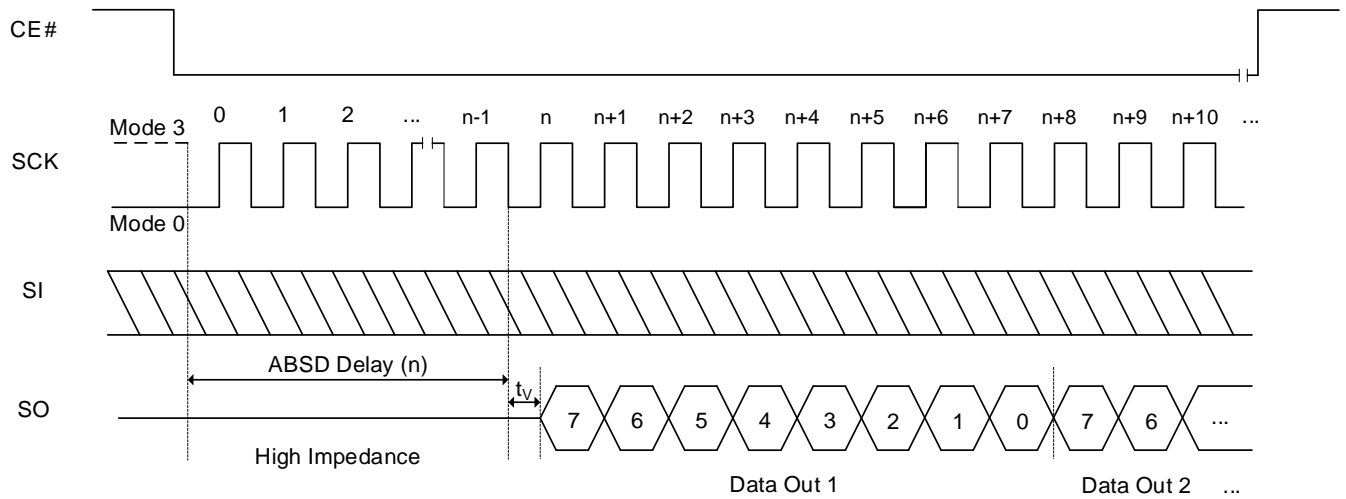 CE#
0 1 2 ... n-1 n n+1 n+2 n+3 n+4 n+5 n+6 n+7 n+8 n+9 n+10 ...
Mode 3
SCK
Mode 0
SI
ABSD Delay (n)
tV
SO
7 6 5 4 3 2 1 0 7 6 ...
High Impedance
Data Out 1 Data Out 2 ...